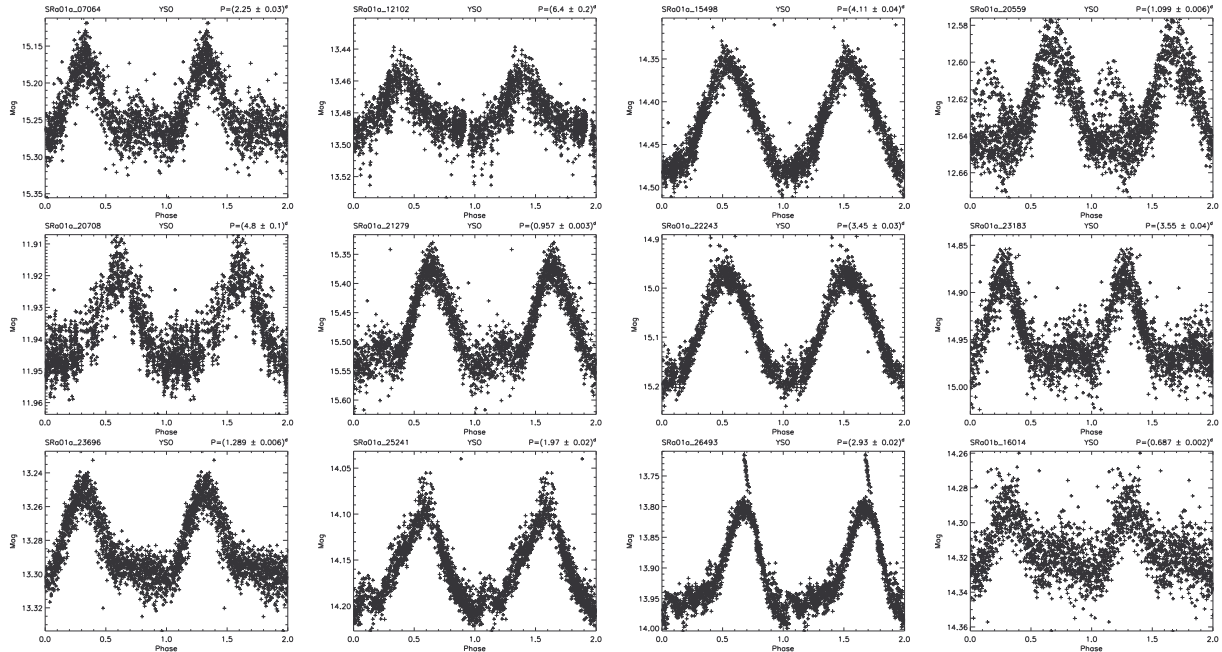 SRa01a_07064 YSO P=(2.25 ± 0.03)ᵈ
SRa01a_12102 YSO P=(6.4 ± 0.2)ᵈ
SRa01a_15498 YSO P=(4.11 ± 0.04)ᵈ
SRa01a_20559 YSO P=(1.099 ± 0.006)ᵈ
Mag
15.15
15.20
15.25
15.30
15.35
0.0 0.5 1.0 1.5 2.0
Phase
Mag
13.44
13.46
13.48
13.50
13.52
0.0 0.5 1.0 1.5 2.0
Phase
Mag
14.35
14.40
14.45
14.50
0.0 0.5 1.0 1.5 2.0
Phase
Mag
12.58
12.60
12.62
12.64
12.66
0.0 0.5 1.0 1.5 2.0
Phase
SRa01a_20708 YSO P=(4.8 ± 0.1)ᵈ
SRa01a_21279 YSO P=(0.957 ± 0.003)ᵈ
SRa01a_22243 YSO P=(3.45 ± 0.03)ᵈ
SRa01a_23183 YSO P=(3.55 ± 0.04)ᵈ
Mag
11.91
11.92
11.93
11.94
11.95
11.96
0.0 0.5 1.0 1.5 2.0
Phase
Mag
15.35
15.40
15.45
15.50
15.55
15.60
0.0 0.5 1.0 1.5 2.0
Phase
Mag
14.9
15.0
15.1
15.2
0.0 0.5 1.0 1.5 2.0
Phase
Mag
14.85
14.90
14.95
15.00
0.0 0.5 1.0 1.5 2.0
Phase
SRa01a_23696 YSO P=(1.289 ± 0.006)ᵈ
SRa01a_25241 YSO P=(1.97 ± 0.02)ᵈ
SRa01a_26493 YSO P=(2.93 ± 0.02)ᵈ
SRa01b_16014 YSO P=(0.687 ± 0.002)ᵈ
Mag
13.24
13.26
13.28
13.30
13.32
0.0 0.5 1.0 1.5 2.0
Phase
Mag
14.05
14.10
14.15
14.20
0.0 0.5 1.0 1.5 2.0
Phase
Mag
13.75
13.80
13.85
13.90
13.95
14.00
0.0 0.5 1.0 1.5 2.0
Phase
Mag
14.26
14.28
14.30
14.32
14.34
14.36
0.0 0.5 1.0 1.5 2.0
Phase